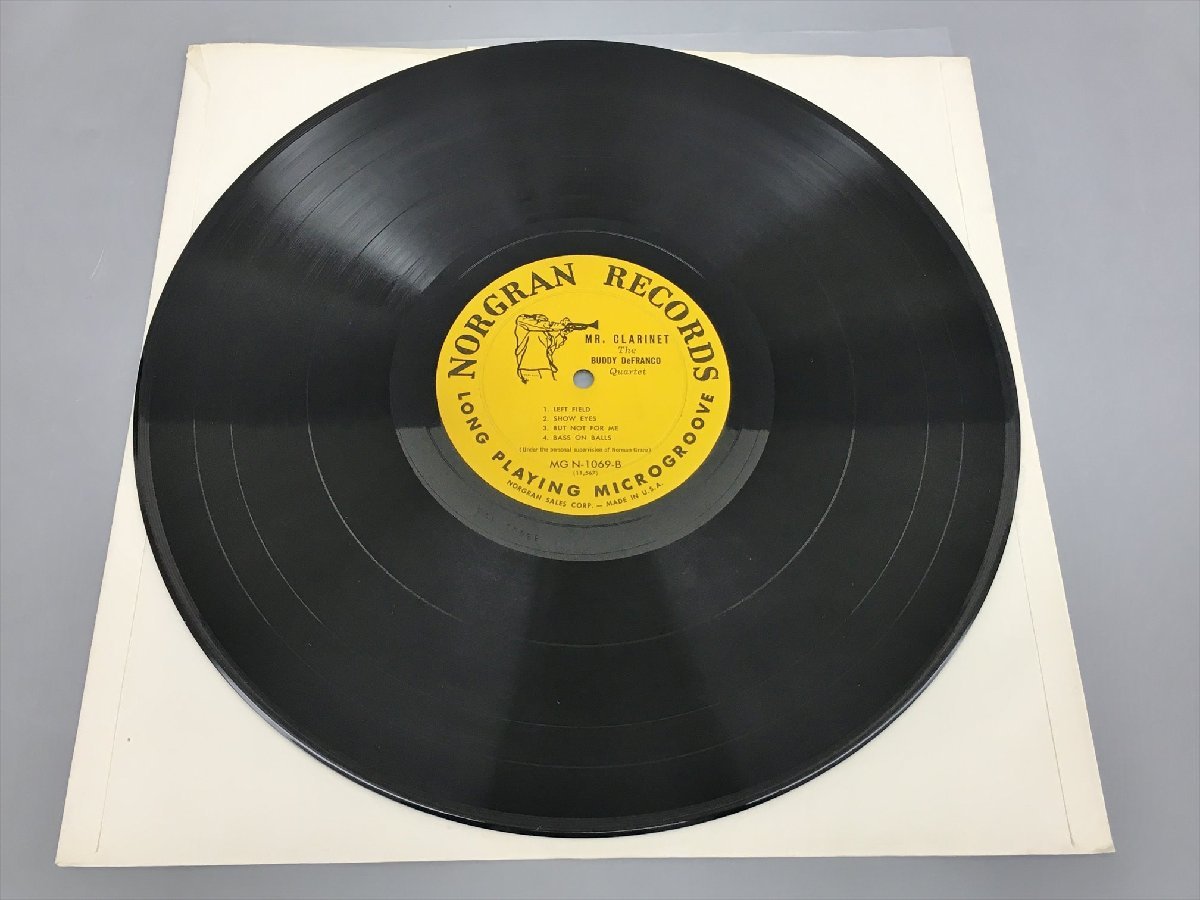 NORGRAN RECORDS
MR. CLARINET
The
BUDDY DeFRANCO
Quartet
1. LEFT FIELD
2. SHOW EYES
3. BUT NOT FOR ME
4. BASS ON BALLS
(Under the personal supervision of Norman Granz)
MG N-1069-B
LONG PLAYING MICROGROOVE
NORGRAN SALES CORP. — MADE IN U.S.A.